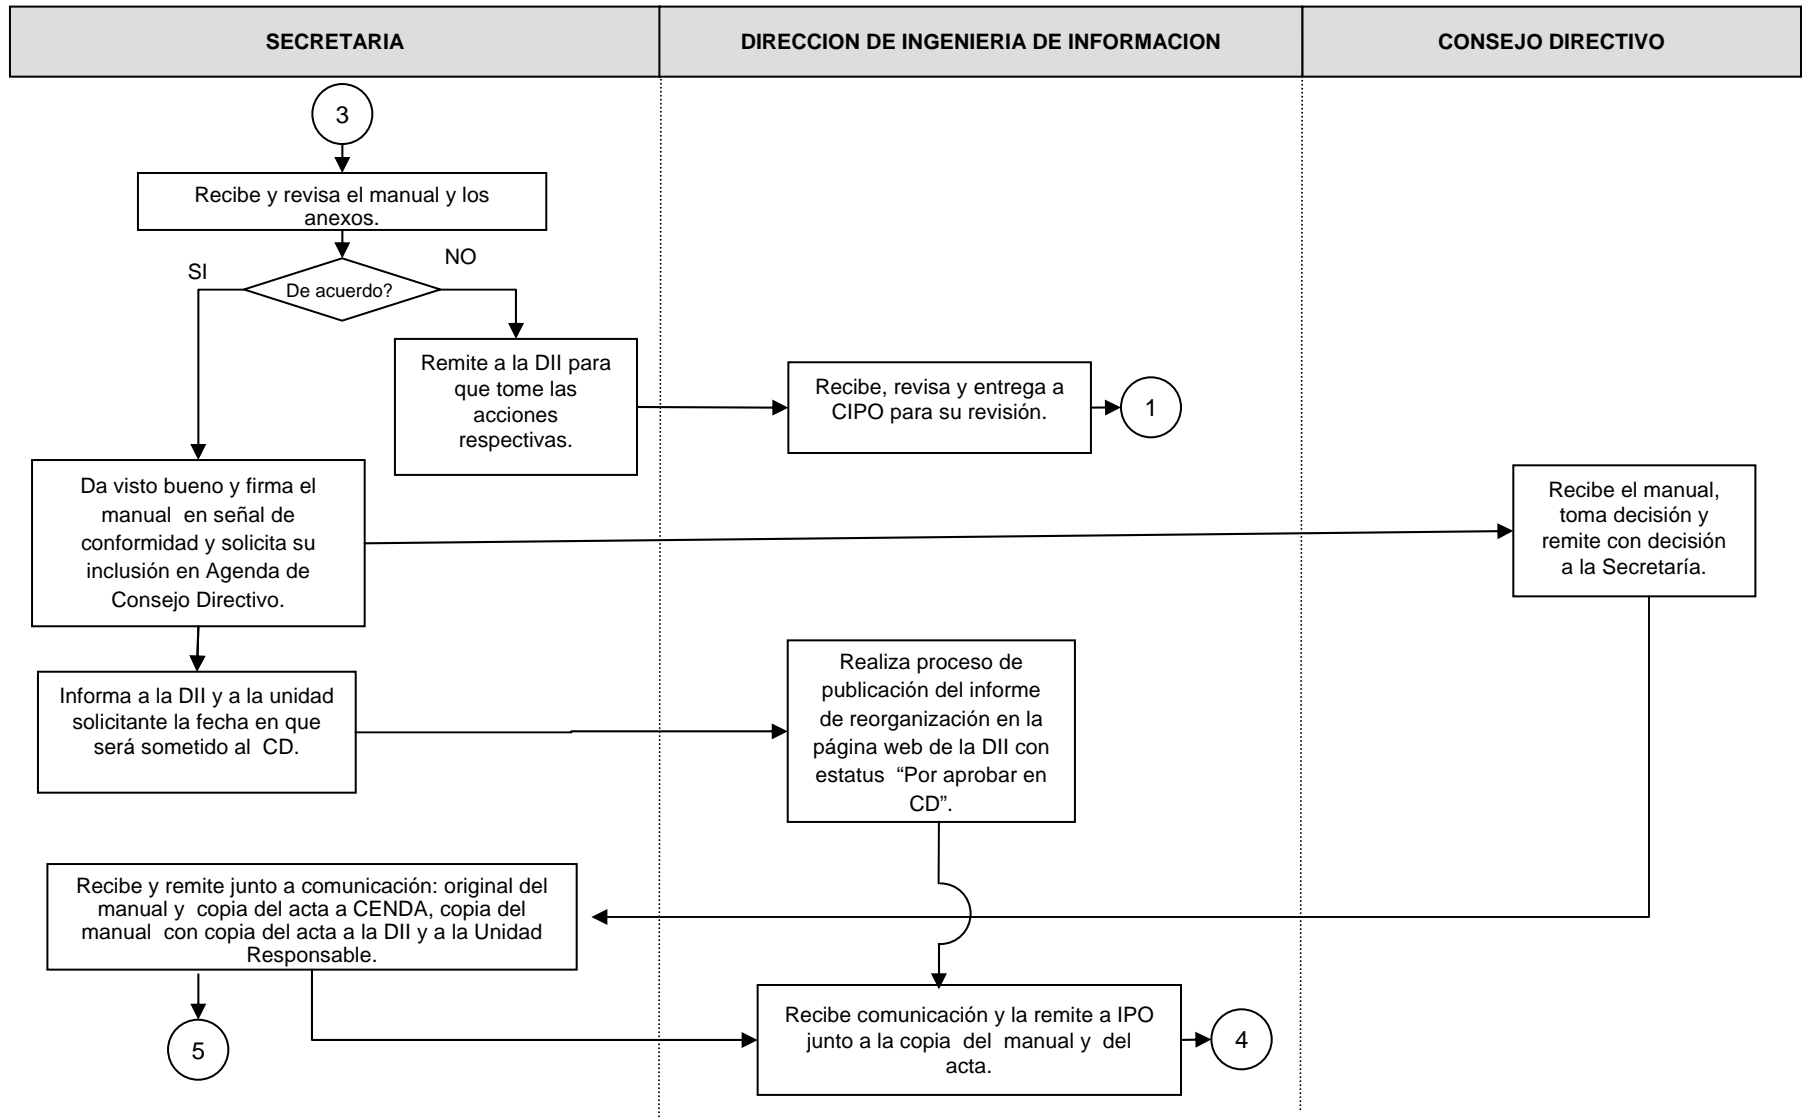 SECRETARIA
DIRECCION DE INGENIERIA DE INFORMACION
CONSEJO DIRECTIVO
3
Recibe y revisa el manual y los
anexos.
SI
NO
De acuerdo?
Remite a la DII para
que tome las
acciones
respectivas.
Recibe, revisa y entrega a
CIPO para su revisión.
1
Da visto bueno y firma el
manual en señal de
conformidad y solicita su
inclusión en Agenda de
Consejo Directivo.
Recibe el manual,
toma decisión y
remite con decisión
a la Secretaría.
Informa a la DII y a la unidad
solicitante la fecha en que
será sometido al CD.
Realiza proceso de
publicación del informe
de reorganización en la
página web de la DII con
estatus “Por aprobar en
CD”.
Recibe y remite junto a comunicación: original del
manual y copia del acta a CENDA, copia del
manual con copia del acta a la DII y a la Unidad
Responsable.
5
Recibe comunicación y la remite a IPO
junto a la copia del manual y del
acta.
4